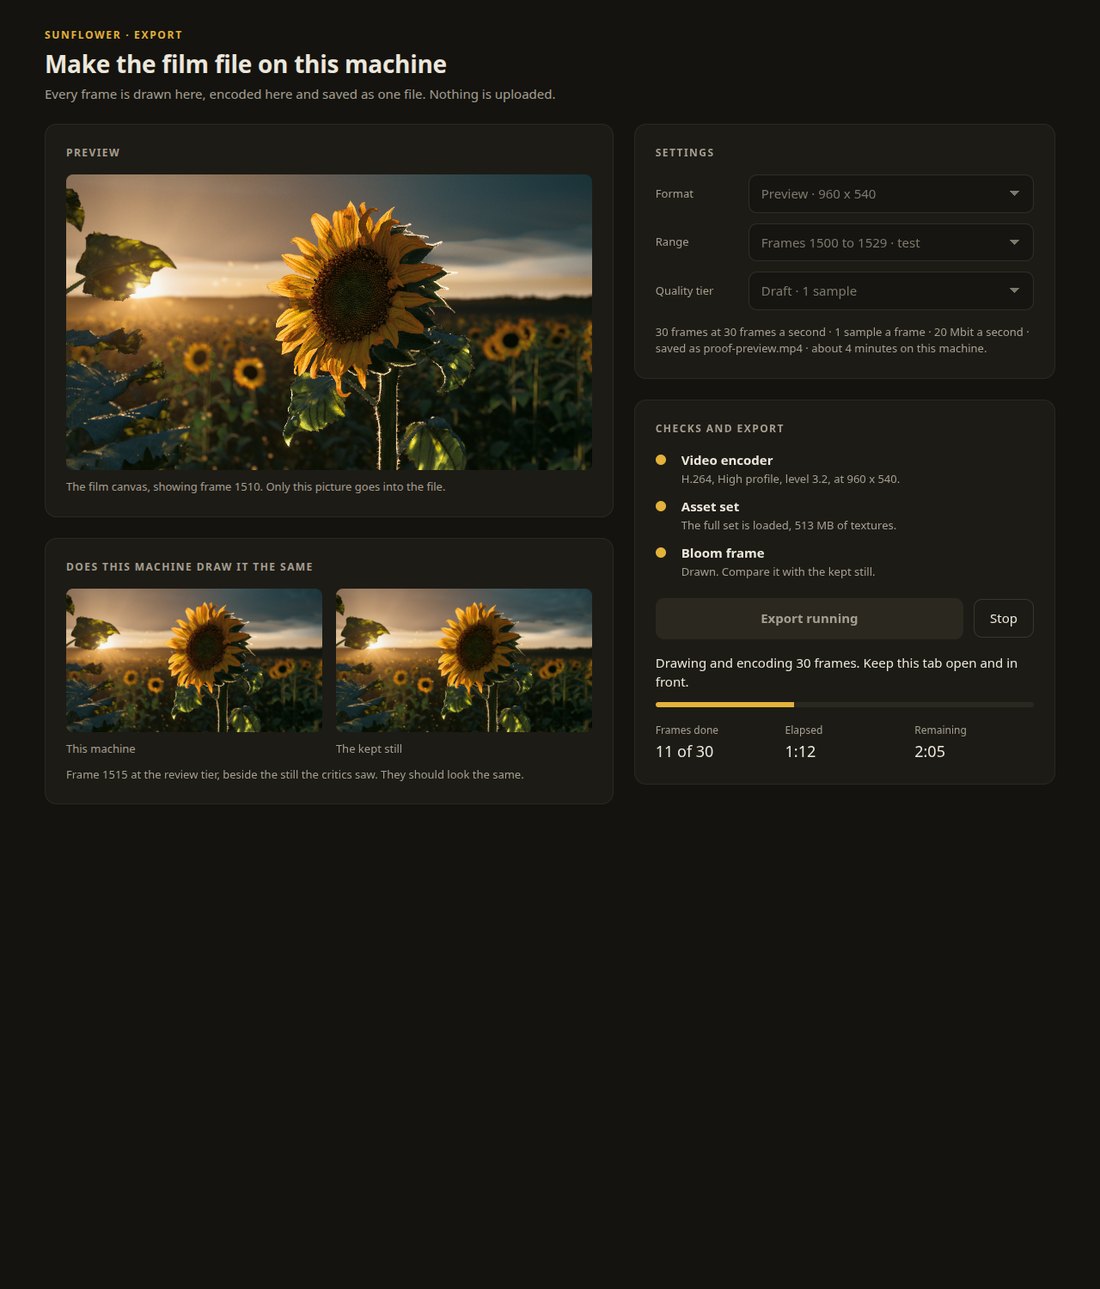 SUNFLOWER · EXPORT
Make the film file on this machine
Every frame is drawn here, encoded here and saved as one file. Nothing is uploaded.
PREVIEW
The film canvas, showing frame 1510. Only this picture goes into the file.
DOES THIS MACHINE DRAW IT THE SAME
This machine
The kept still
Frame 1515 at the review tier, beside the still the critics saw. They should look the same.
SETTINGS
Format
Preview · 960 x 540
Range
Frames 1500 to 1529 · test
Quality tier
Draft · 1 sample
30 frames at 30 frames a second · 1 sample a frame · 20 Mbit a second ·
saved as proof-preview.mp4 · about 4 minutes on this machine.
CHECKS AND EXPORT
Video encoder
H.264, High profile, level 3.2, at 960 x 540.
Asset set
The full set is loaded, 513 MB of textures.
Bloom frame
Drawn. Compare it with the kept still.
Export running
Stop
Drawing and encoding 30 frames. Keep this tab open and in
front.
Frames done
11 of 30
Elapsed
1:12
Remaining
2:05